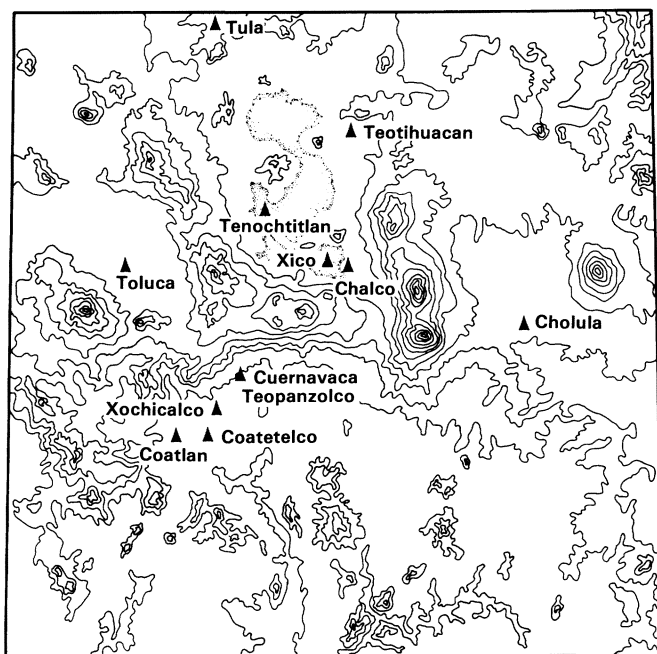 Tula
Teotihuacan
Tenochtitlan
Xico
Toluca
Chalco
Cholula
Cuernavaca
Teopanzolco
Xochicalco
Coatlan
Coatetelco